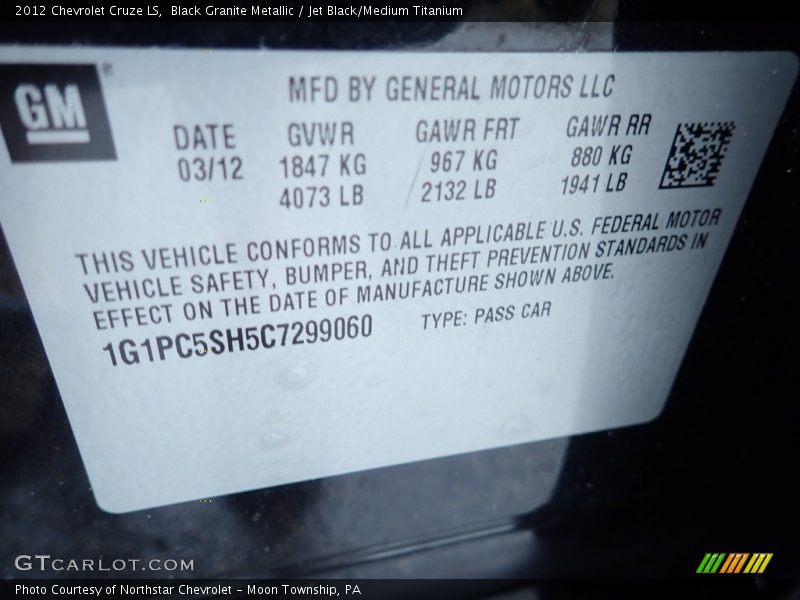 2012 Chevrolet Cruze LS, Black Granite Metallic / Jet Black/Medium Titanium
GM
MFD BY GENERAL MOTORS LLC
DATE GVWR GAWR FRT GAWR RR
03/12 1847 KG 967 KG 880 KG
4073 LB 2132 LB 1941 LB
THIS VEHICLE CONFORMS TO ALL APPLICABLE U.S. FEDERAL MOTOR
VEHICLE SAFETY, BUMPER, AND THEFT PREVENTION STANDARDS IN
EFFECT ON THE DATE OF MANUFACTURE SHOWN ABOVE.
1G1PC5SH5C7299060 TYPE: PASS CAR
GTCARLOT.COM
Photo Courtesy of Northstar Chevrolet - Moon Township, PA